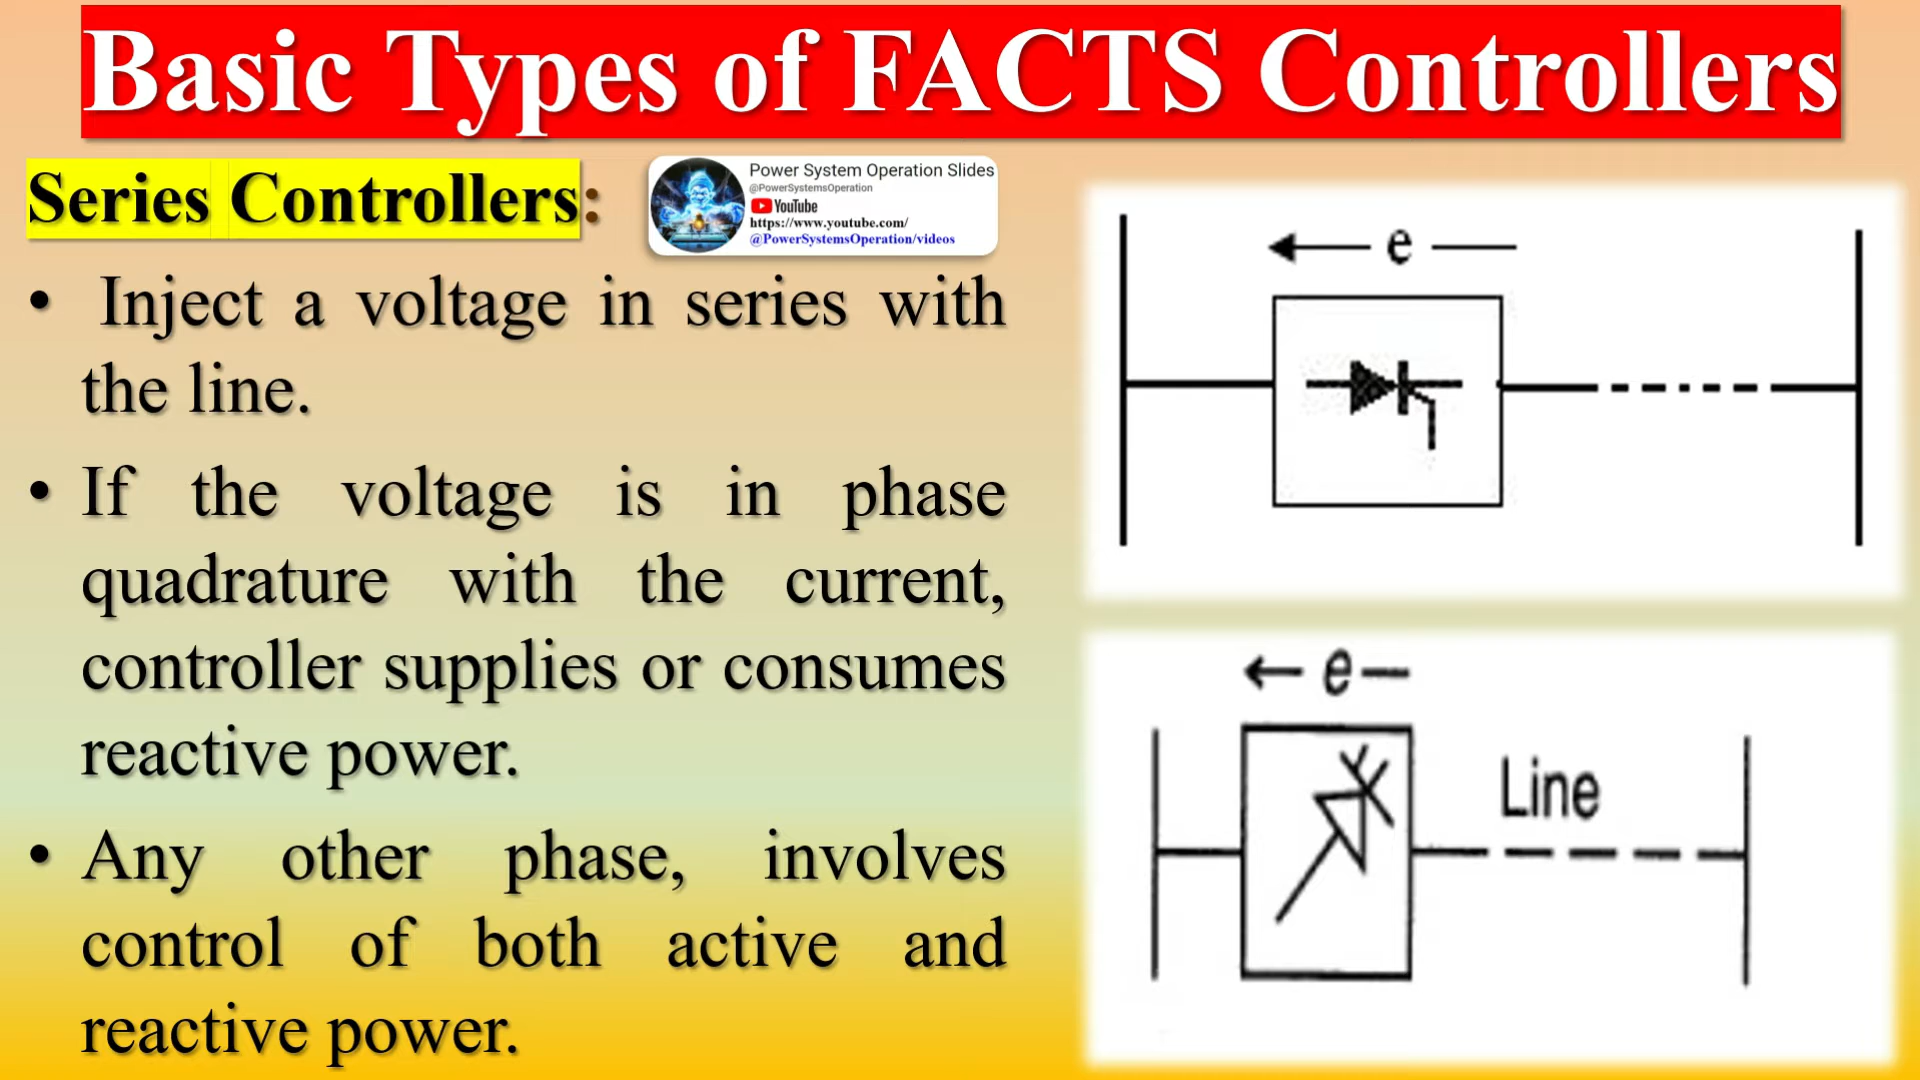 Basic Types of FACTS Controllers
Series Controllers:
Power System Operation Slides
@PowerSystemsOperation
YouTube
https://www.youtube.com/
@PowerSystemsOperation/videos
• Inject a voltage in series with
the line.
• If the voltage is in phase
quadrature with the current,
controller supplies or consumes
reactive power.
• Any other phase, involves
control of both active and
reactive power.
e
e
Line